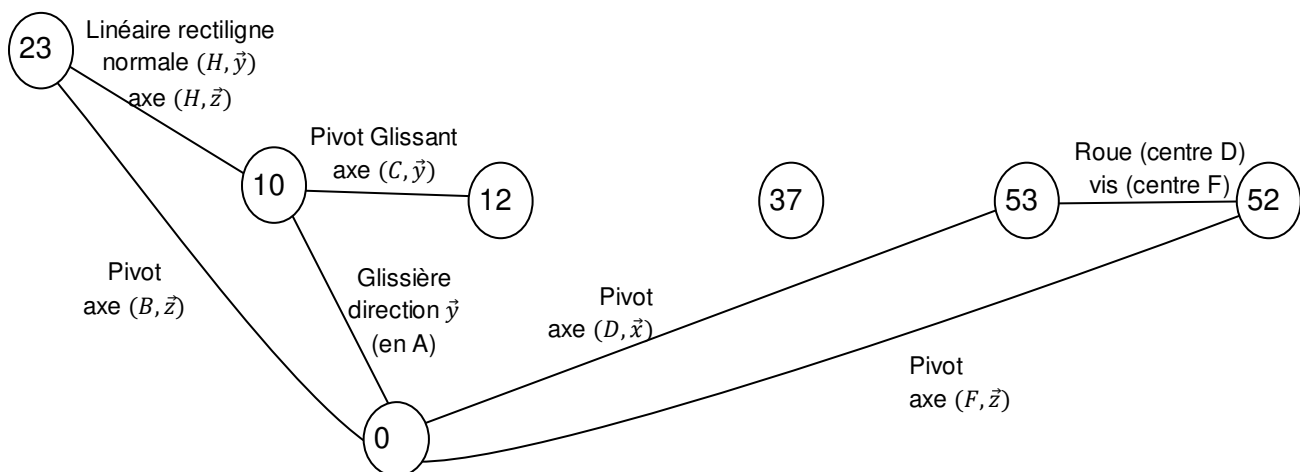 23
Linéaire rectiligne
normale (H, y⃗)
axe (H, z⃗)
10
Pivot Glissant
axe (C, y⃗)
12
37
53
Roue (centre D)
vis (centre F)
52
Pivot
axe (B, z⃗)
Glissière
direction y⃗
(en A)
Pivot
axe (D, x⃗)
Pivot
axe (F, z⃗)
0